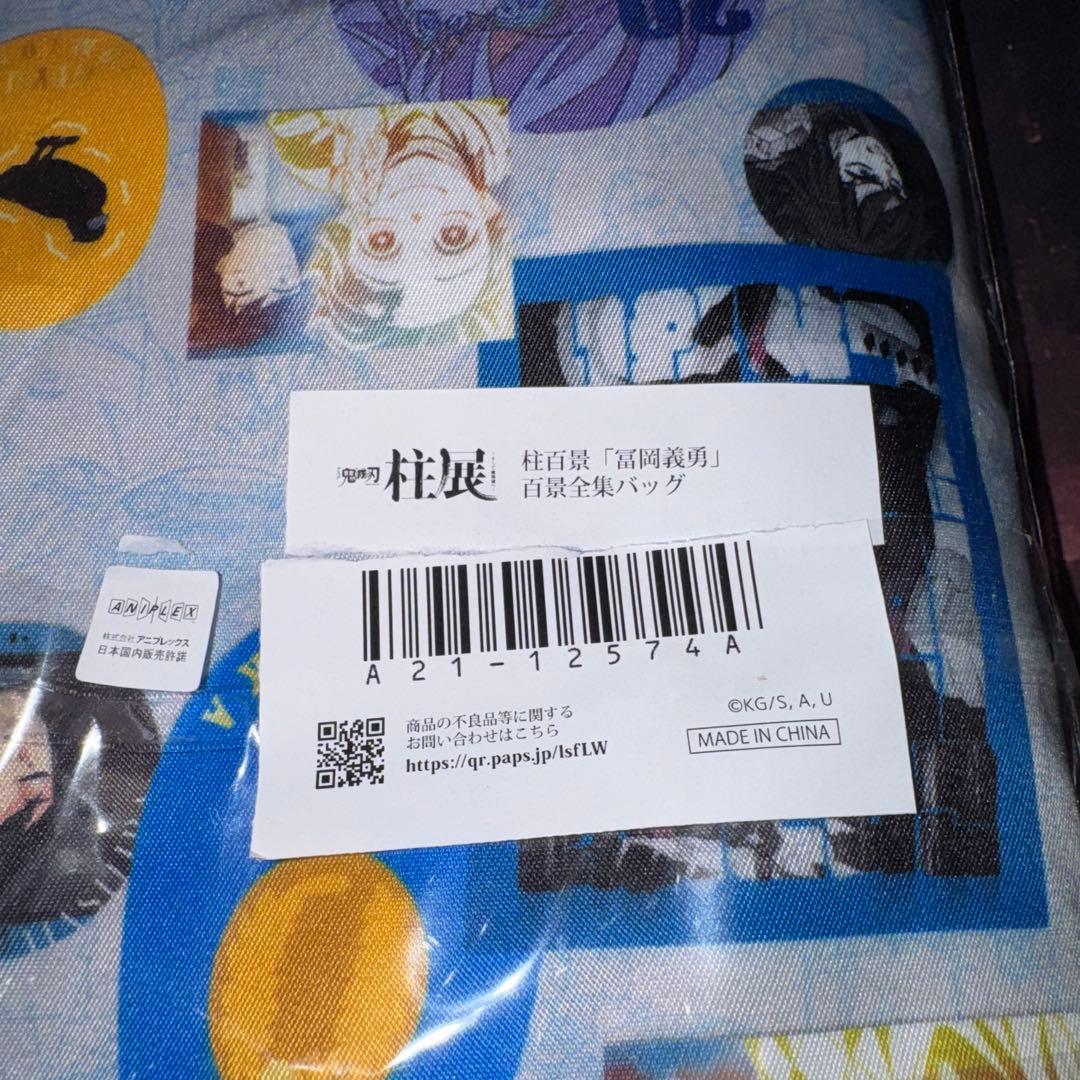 鬼滅刃 柱展
柱百景「冨岡義勇」
百景全集バッグ
A21-12574A
ANIPLEX
株式会社 アニプレックス
日本国内販売許諾
商品の不良品等に関する
お問い合わせはこちら
https://qr.paps.jp/lsfLW
©KG/S, A, U
MADE IN CHINA